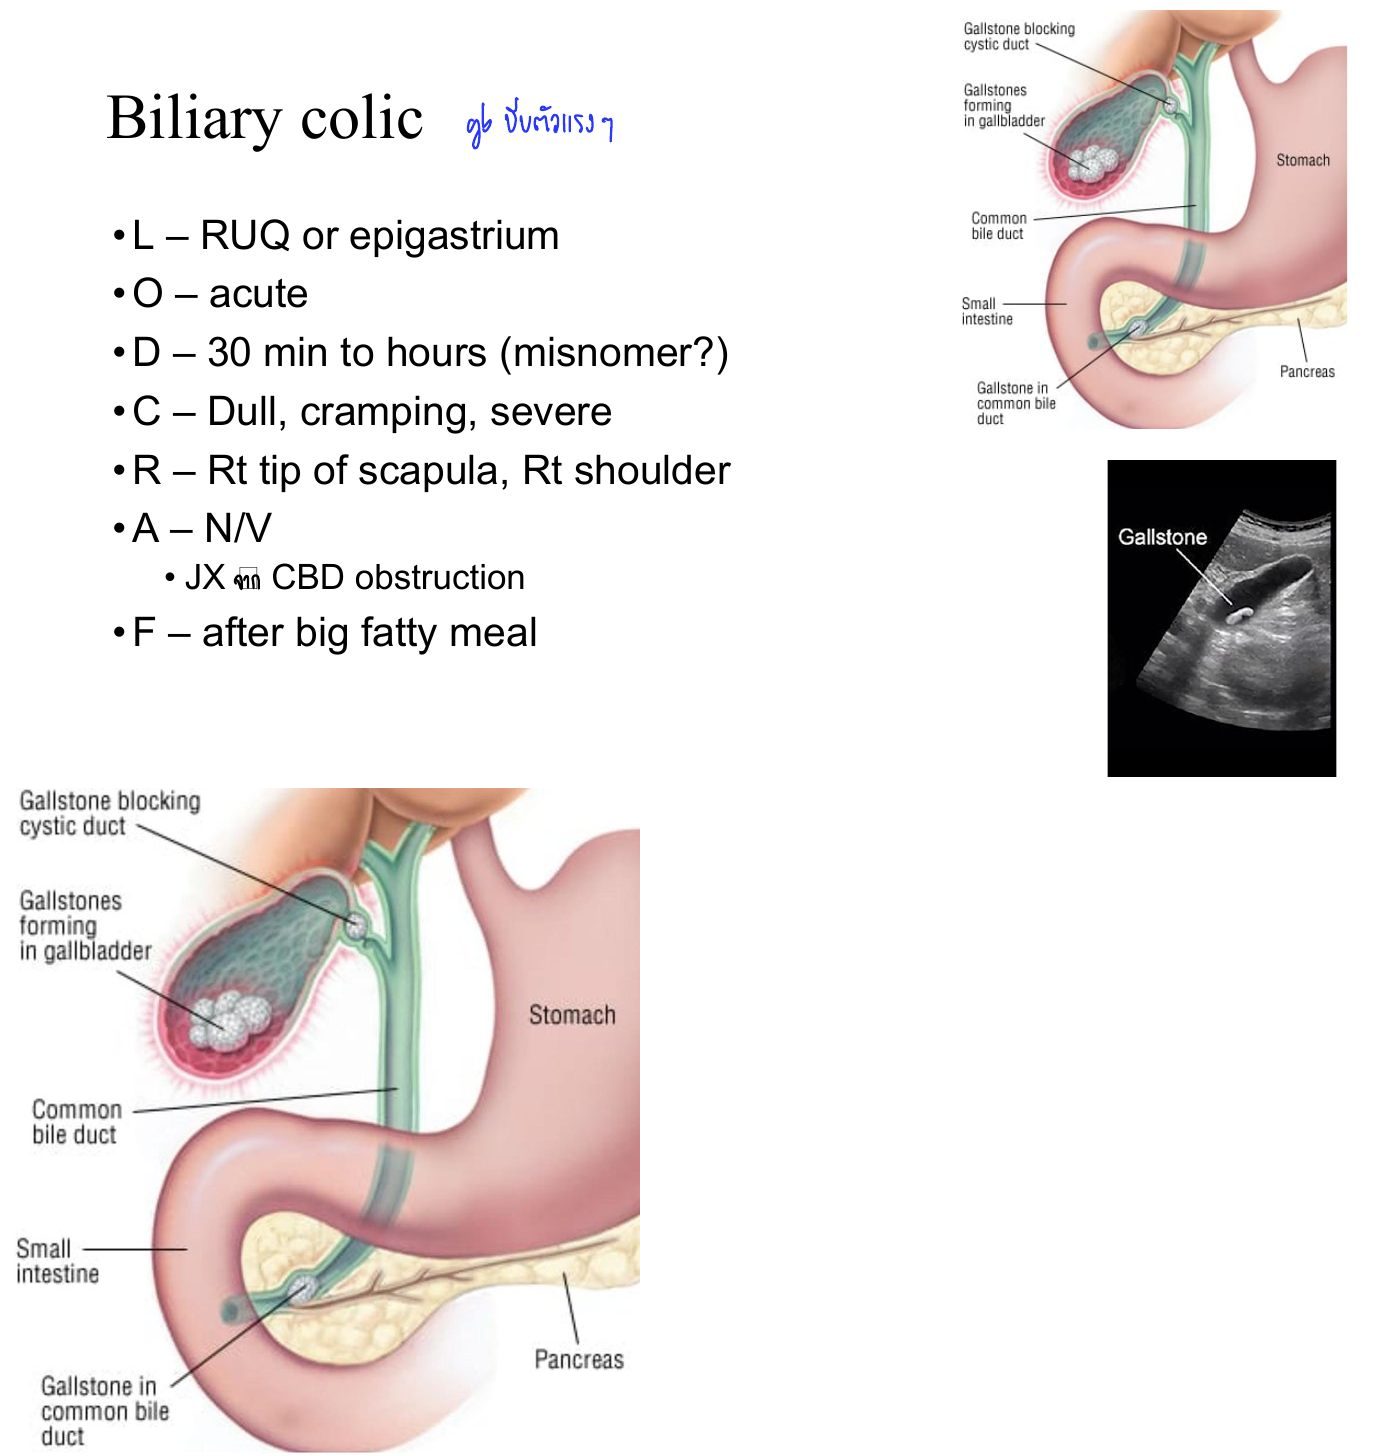 Biliary colic gb บีบตัวแรง ๆ
• L – RUQ or epigastrium
• O – acute
• D – 30 min to hours (misnomer?)
• C – Dull, cramping, severe
• R – Rt tip of scapula, Rt shoulder
• A – N/V
• JX จาก CBD obstruction
• F – after big fatty meal
Gallstone blocking
cystic duct
Gallstones
forming
in gallbladder
Stomach
Common
bile duct
Small
intestine
Pancreas
Gallstone in
common bile
duct
Gallstone
Gallstone blocking
cystic duct
Gallstones
forming
in gallbladder
Stomach
Common
bile duct
Small
intestine
Pancreas
Gallstone in
common bile
duct